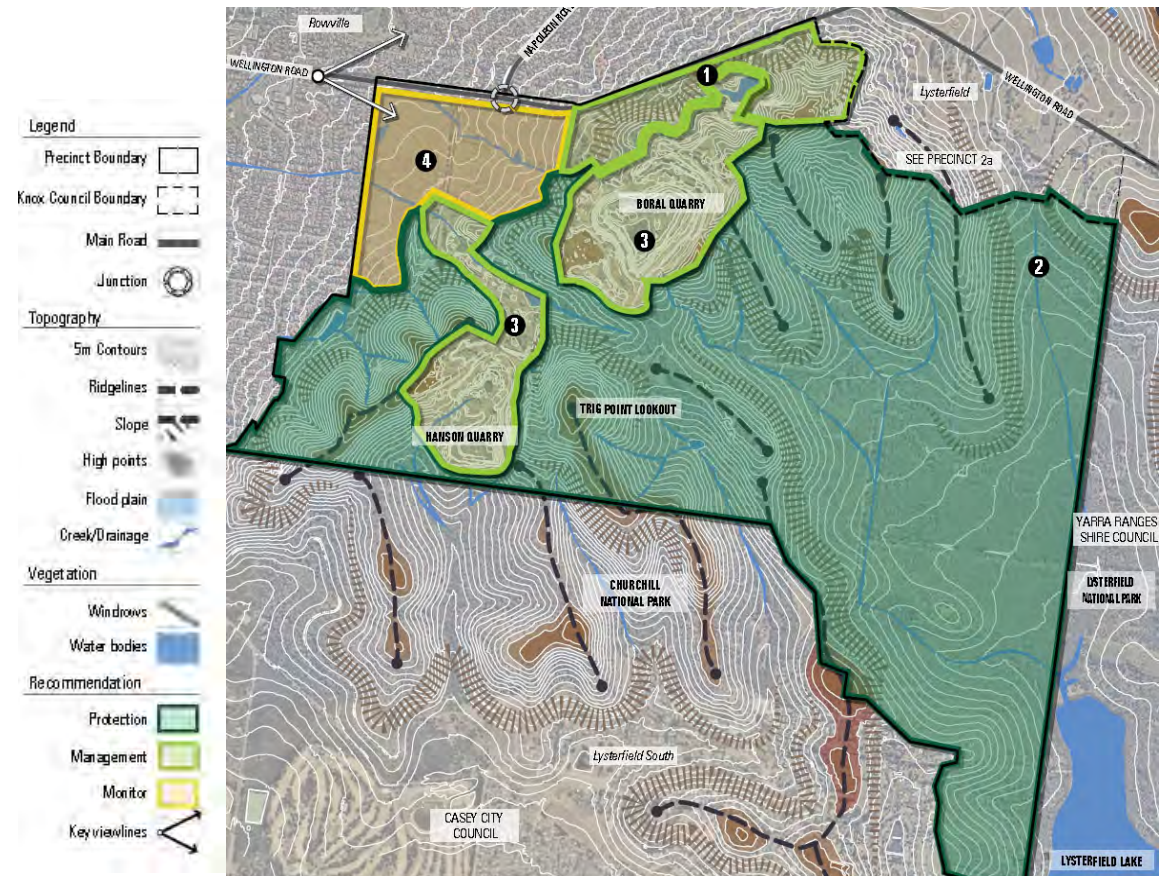 Legend
Precinct Boundary
Knox Council Boundary
Main Road
Junction
Topography
5m Contours
Ridgelines
Slope
High points
Flood plain
Creek/Drainage
Vegetation
Windrows
Water bodies
Recommendation
Protection
Management
Monitor
Key viewlines
Rowville
NAPOLEON ROAD
WELLINGTON ROAD
1
Lysterfield
WELLINGTON ROAD
SEE PRECINCT 2a
4
BORAL QUARRY
3
2
3
TRIG POINT LOOKOUT
HANSON QUARRY
YARRA RANGES
SHIRE COUNCIL
CHURCHILL
NATIONAL PARK
LYSTERFIELD
NATIONAL PARK
Lysterfield South
CASEY CITY
COUNCIL
LYSTERFIELD LAKE